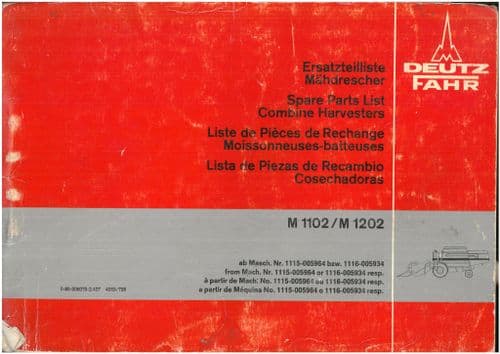 DEUTZ
FAHR
Ersatzteilliste
Mähdrescher
Spare Parts List
Combine Harvesters
Liste de Pièces de Rechange
Moissonneuses-batteuses
Lista de Piezas de Recambio
Cosechadoras
M 1102/M 1202
ab Masch. Nr. 1115-005964 bzw. 1116-005934
from Mach. Nr. 1115-005964 or 1116-005934 resp.
à partir de Mach. No. 1115-005964 ou 1116-005934 resp.
a partir de Máquina No. 1115-005964 o 1116-005934 resp.